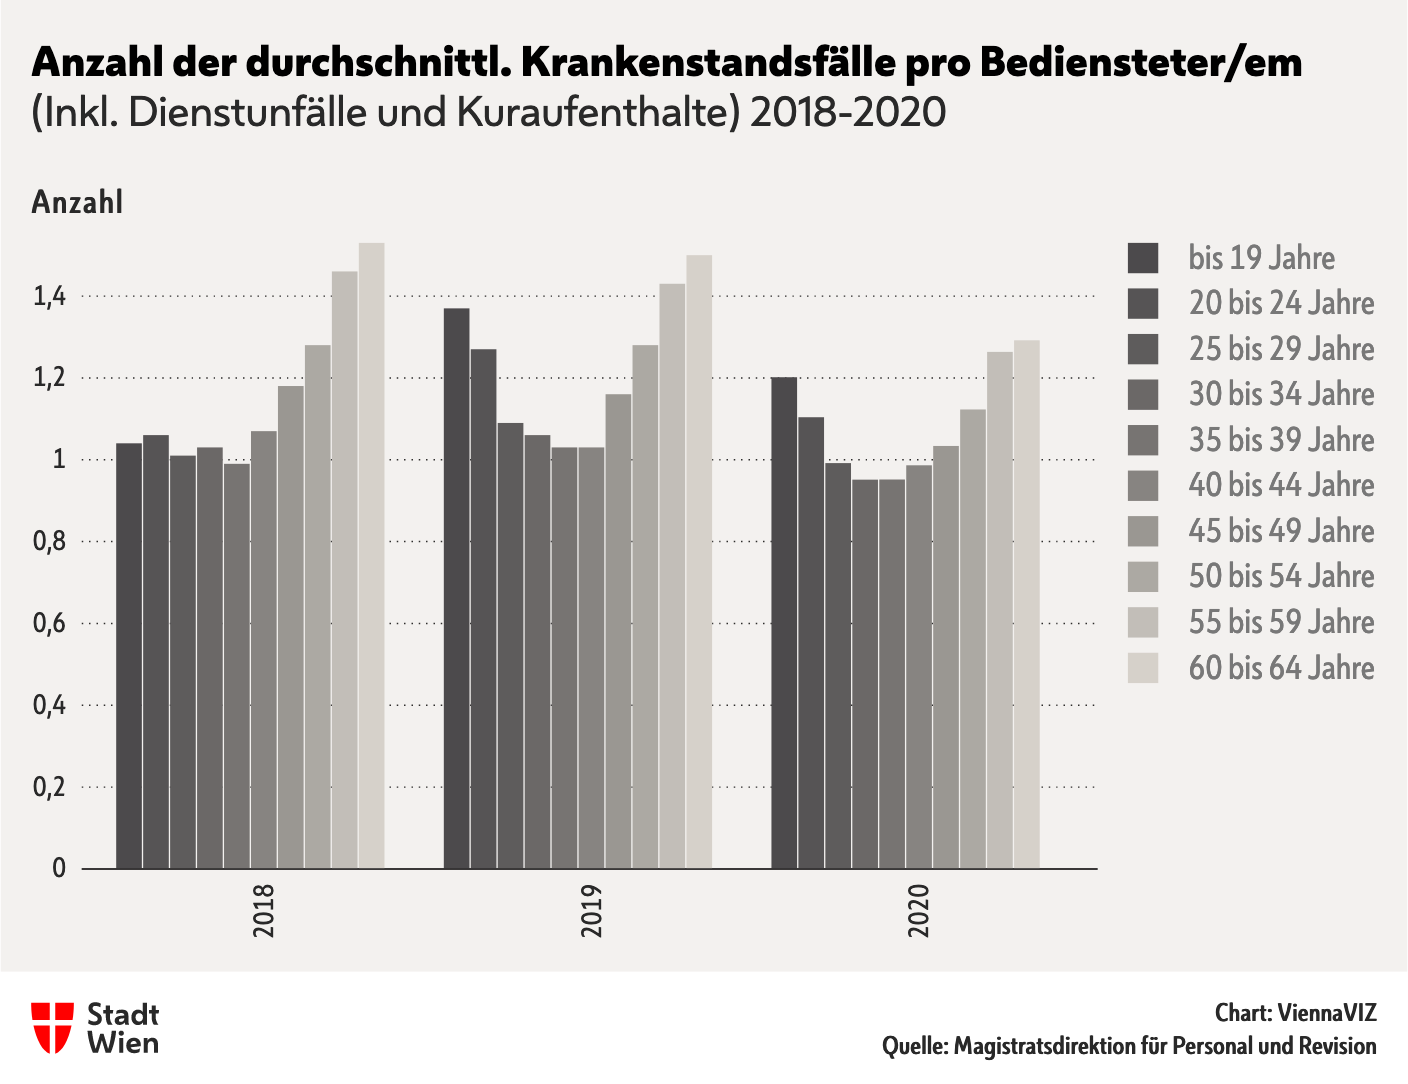 Anzahl der durchschnittl. Krankenstandsfälle pro Bediensteter/em
(Inkl. Dienstunfälle und Kuraufenthalte) 2018-2020
Anzahl
1,4
1,2
1
0,8
0,6
0,4
0,2
0
2018
2019
2020
bis 19 Jahre
20 bis 24 Jahre
25 bis 29 Jahre
30 bis 34 Jahre
35 bis 39 Jahre
40 bis 44 Jahre
45 bis 49 Jahre
50 bis 54 Jahre
55 bis 59 Jahre
60 bis 64 Jahre
Stadt
Wien
Chart: ViennaVIZ
Quelle: Magistratsdirektion für Personal und Revision